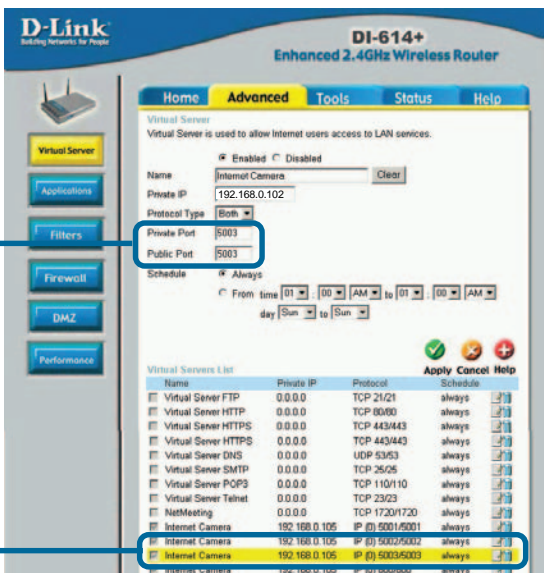 D-Link
Building Networks for People
DI-614+
Enhanced 2.4GHz Wireless Router
Home Advanced Tools Status Help
Virtual Server
Applications
Filters
Firewall
DMZ
Performance
Virtual Server
Virtual Server is used to allow Internet users access to LAN services.
Enabled Disabled
Name Internet Camera Clear
Private IP 192.168.0.102
Protocol Type Both
Private Port 5003
Public Port 5003
Schedule Always
From time 01 : 00 AM to 01 : 00 AM
day Sun to Sun
Apply Cancel Help
Virtual Servers List
Name Private IP Protocol Schedule
Virtual Server FTP 0.0.0.0 TCP 21/21 always
Virtual Server HTTP 0.0.0.0 TCP 80/80 always
Virtual Server HTTPS 0.0.0.0 TCP 443/443 always
Virtual Server HTTPS 0.0.0.0 TCP 443/443 always
Virtual Server DNS 0.0.0.0 UDP 53/53 always
Virtual Server SMTP 0.0.0.0 TCP 25/25 always
Virtual Server POP3 0.0.0.0 TCP 110/110 always
Virtual Server Telnet 0.0.0.0 TCP 23/23 always
NetMeeting 0.0.0.0 TCP 1720/1720 always
Internet Camera 192.168.0.105 IP (0) 5001/5001 always
Internet Camera 192.168.0.105 IP (0) 5002/5002 always
Internet Camera 192.168.0.105 IP (0) 5003/5003 always
Internet Camera 192.168.0.105 IP (0) always